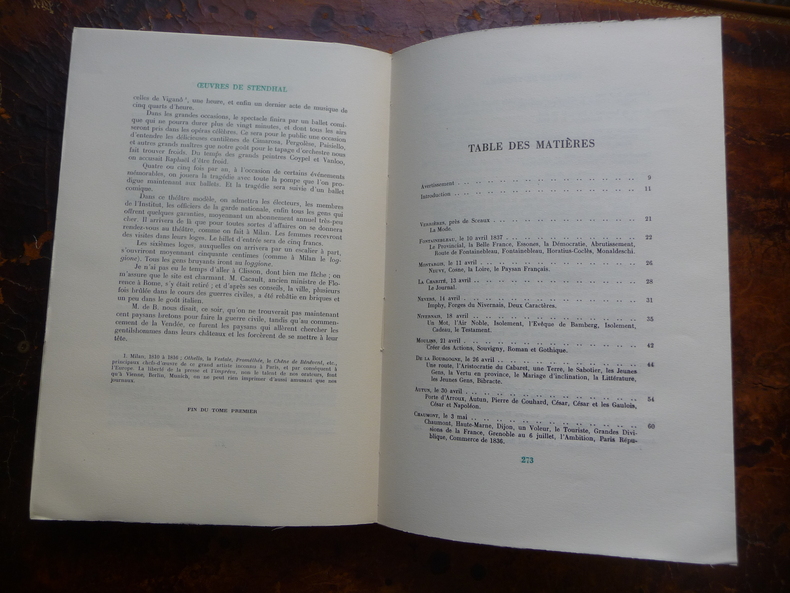 ŒUVRES DE STENDHAL
celles de Viganò ¹, une heure, et enfin un dernier acte de musique de
cinq quarts d'heure.
Dans les grandes occasions, le spectacle finira par un ballet comi-
que qui ne pourra durer plus de vingt minutes, et dont tous les airs
seront pris dans les opéras célèbres. Ce sera pour le public une occasion
d'entendre les délicieuses cantilènes de Cimarosa, Pergolèse, Paisiello,
et autres grands maîtres que notre goût pour le tapage d'orchestre nous
fait trouver froids. Du temps des grands peintres Coypel et Vanloo,
on accusait Raphaël d'être froid.
Quatre ou cinq fois par an, à l'occasion de certains événements
mémorables, on jouera la tragédie avec toute la pompe que l'on pro-
digue maintenant aux ballets. Et la tragédie sera suivie d'un ballet
comique.
Dans ce théâtre modèle, on admettra les électeurs, les membres
de l'Institut, les officiers de la garde nationale, enfin tous les gens qui
offrent quelques garanties, moyennant un abonnement annuel très-peu
cher. Il arrivera de là que pour toutes sortes d'affaires on se donnera
rendez-vous au théâtre, comme on fait à Milan. Les femmes recevront
des visites dans leurs loges. Le billet d'entrée sera de cinq francs.
Les sixièmes loges, auxquelles on arrivera par un escalier à part,
s'ouvriront moyennant cinquante centimes (comme à Milan le log-
gione). Tous les gens bruyants iront au loggione.
Je n'ai pas eu le temps d'aller à Clisson, dont bien me fâche ; on
m'assure que le site est charmant. M. Cacault, ancien ministre de Flo-
rence à Rome, s'y était retiré ; et d'après ses conseils, la ville, plusieurs
fois brûlée dans le cours des guerres civiles, a été rebâtie en briques et
un peu dans le goût italien.
M. de R. nous disait, ce soir, qu'on ne trouverait pas maintenant
cent paysans bretons pour faire la guerre civile, tandis qu'au commen-
cement de la Vendée, ce furent les paysans qui allèrent chercher les
gentilshommes dans leurs châteaux et les forcèrent de se mettre à leur
tête.
1. Milan, 1810 à 1816 ; Othello, la Vestale, Prométhée, le Chêne de Bénévent, etc.,
principaux chefs-d'œuvre de ce grand artiste inconnu à Paris, et par conséquent à
l'Europe. La liberté de la presse et l'imprévu, non le talent de nos auteurs, font
qu'à Vienne, Berlin, Munich, on ne peut rien imprimer d'aussi amusant que nos
journaux.
FIN DU TOME PREMIER
TABLE DES MATIÈRES
Avertissement 9
Introduction 11
VERRIÈRES, près de Sceaux 21
La Mode.
FONTAINEBLEAU, le 10 avril 1837 22
Le Provincial, la Belle France, Essones, la Démocratie, Abrutissement,
Route de Fontainebleau, Fontainebleau, Horatius-Coclès, Monaldeschi.
MONTARGIS, le 11 avril 26
Neuvy, Cosne, la Loire, le Paysan Français.
LA CHARITÉ, 13 avril 28
Le Journal.
NEVERS, 14 avril 31
Imphy, Forges du Nivernais, Deux Caractères.
NIVERNAIS, 18 avril 35
Un Mot, l'Air Noble, Isolement, l'Evêque de Bamberg, Isolement,
Cadeau, le Testament.
MOULINS, 21 avril 42
Créer des Actions, Souvigny, Roman et Gothique.
DE LA BOURGOGNE, le 26 avril 44
Une route, l'Aristocratie du Cabaret, une Terre, le Sabotier, les Jeunes
Gens, la Vertu en province, le Mariage d'inclination, la Littérature,
les Jeunes Gens, Bibracte.
AUTUN, le 30 avril 54
Porte d'Arroux, Autun, Pierre de Couhard, César, César et les Gaulois,
César et Napoléon.
CHAUMONT, le 3 mai 60
Chaumont, Haute-Marne, Dijon, un Voleur, le Touriste, Grandes Divi-
sions de la France, Grenoble au 6 juillet, l'Ambition, Paris Répu-
blique, Commerce de 1836.
273